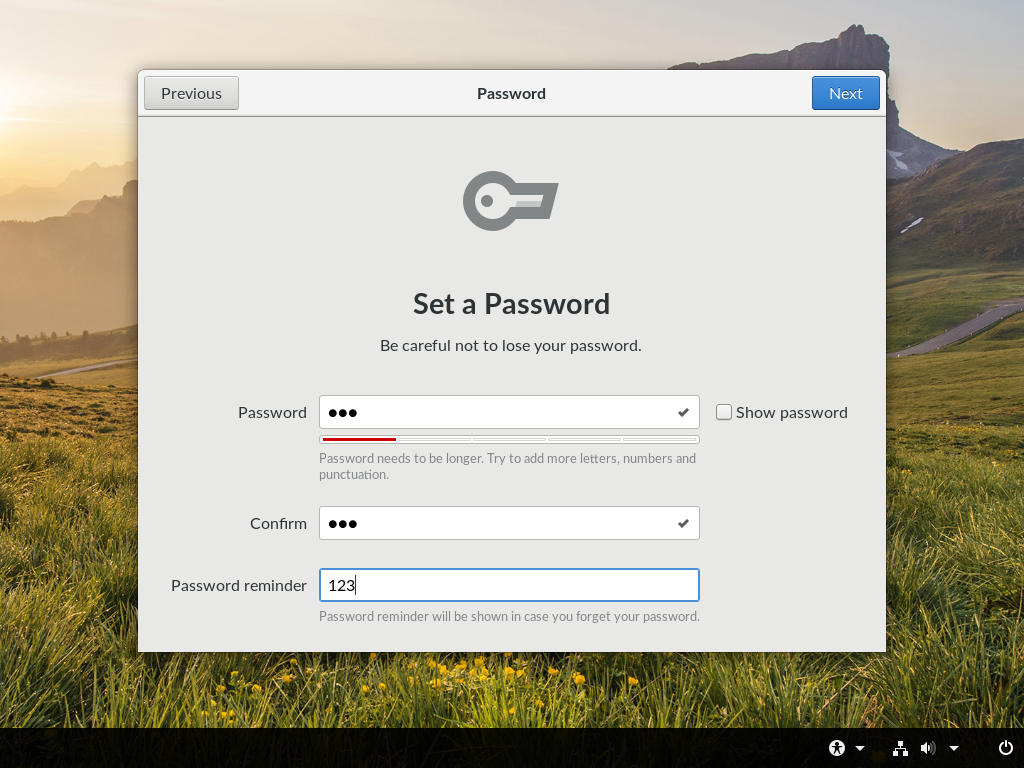 Previous
Password
Next
Set a Password
Be careful not to lose your password.
Password
●●●
Show password
Password needs to be longer. Try to add more letters, numbers and
punctuation.
Confirm
●●●
Password reminder
123
Password reminder will be shown in case you forget your password.